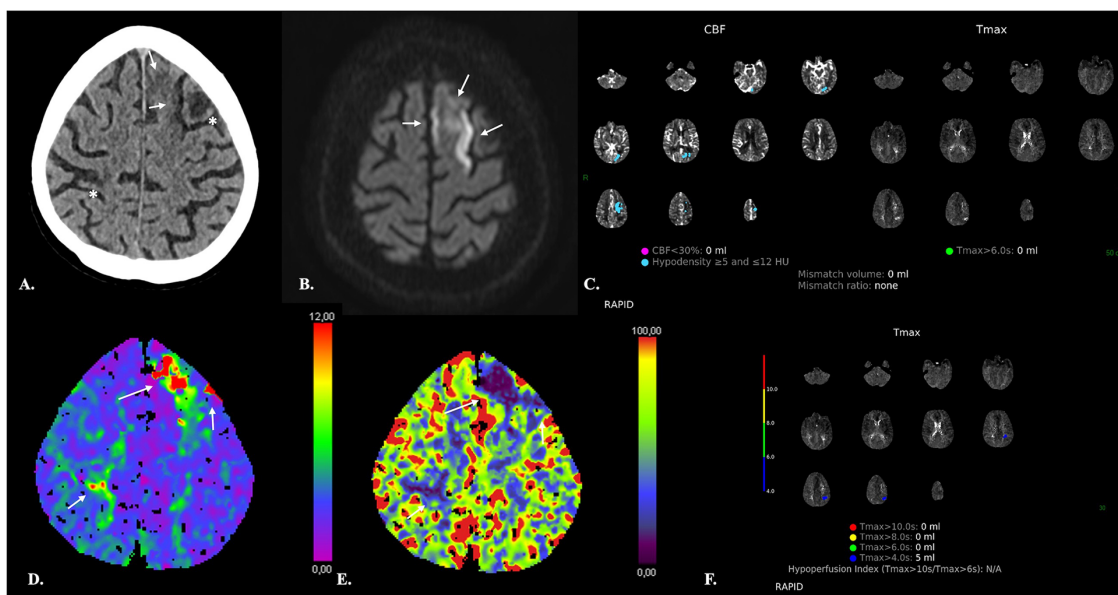 CBF
Tmax
*
*
R
CBF<30%: 0 ml
Hypodensity ≥5 and ≤12 HU
Tmax>6.0s: 0 ml
Mismatch volume: 0 ml
Mismatch ratio: none
A.
B.
C.
RAPID
12,00
0,00
100,00
0,00
Tmax
10.0
8.0
6.0
4.0
30
Tmax>10.0s: 0 ml
Tmax>8.0s: 0 ml
Tmax>6.0s: 0 ml
Tmax>4.0s: 5 ml
Hypoperfusion Index (Tmax>10s/Tmax>6s): N/A
D.
E.
F.
RAPID